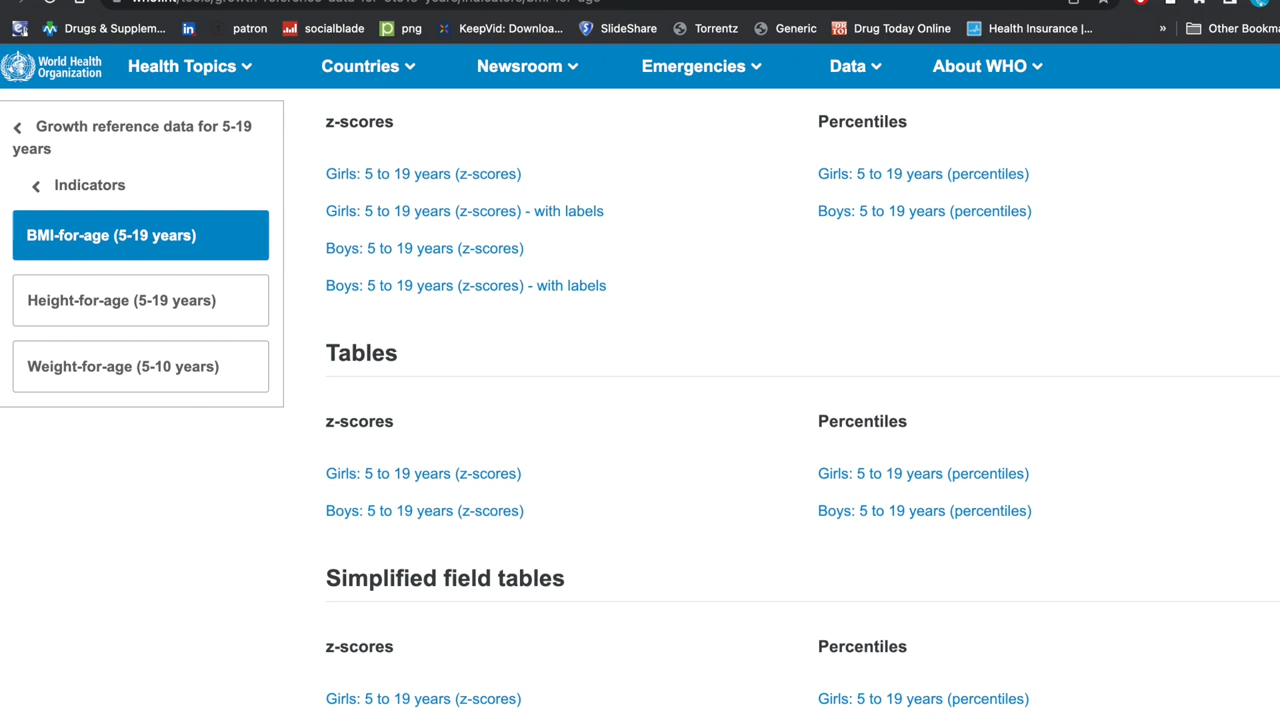 Drugs & Supplem...
patron
socialblade
png
KeepVid: Downloa...
SlideShare
Torrentz
Generic
Drug Today Online
Health Insurance |...
»
Other Bookma
World Health
Organization
Health Topics
Countries
Newsroom
Emergencies
Data
About WHO
Growth reference data for 5-19
years
Indicators
BMI-for-age (5-19 years)
Height-for-age (5-19 years)
Weight-for-age (5-10 years)
z-scores
Percentiles
Girls: 5 to 19 years (z-scores)
Girls: 5 to 19 years (percentiles)
Girls: 5 to 19 years (z-scores) - with labels
Boys: 5 to 19 years (percentiles)
Boys: 5 to 19 years (z-scores)
Boys: 5 to 19 years (z-scores) - with labels
Tables
z-scores
Percentiles
Girls: 5 to 19 years (z-scores)
Girls: 5 to 19 years (percentiles)
Boys: 5 to 19 years (z-scores)
Boys: 5 to 19 years (percentiles)
Simplified field tables
z-scores
Percentiles
Girls: 5 to 19 years (z-scores)
Girls: 5 to 19 years (percentiles)